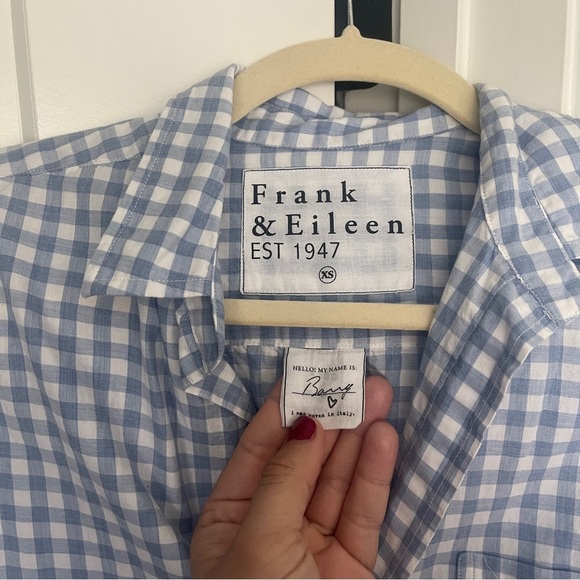 Frank
& Eileen
EST 1947
XS
HELLO! MY NAME IS:
Barry
i was woven in italy.